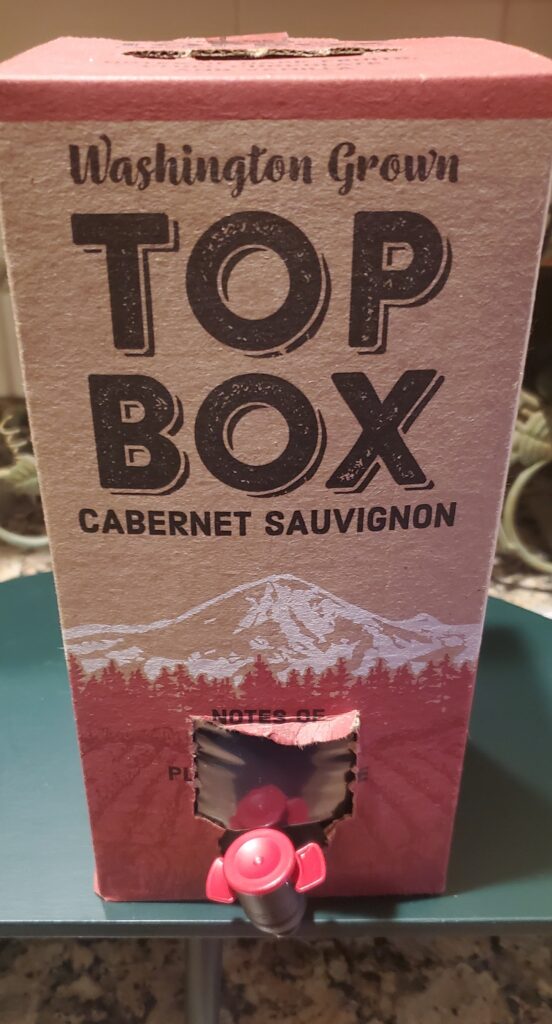 Washington Grown
TOP
BOX
CABERNET SAUVIGNON
NOTES OF